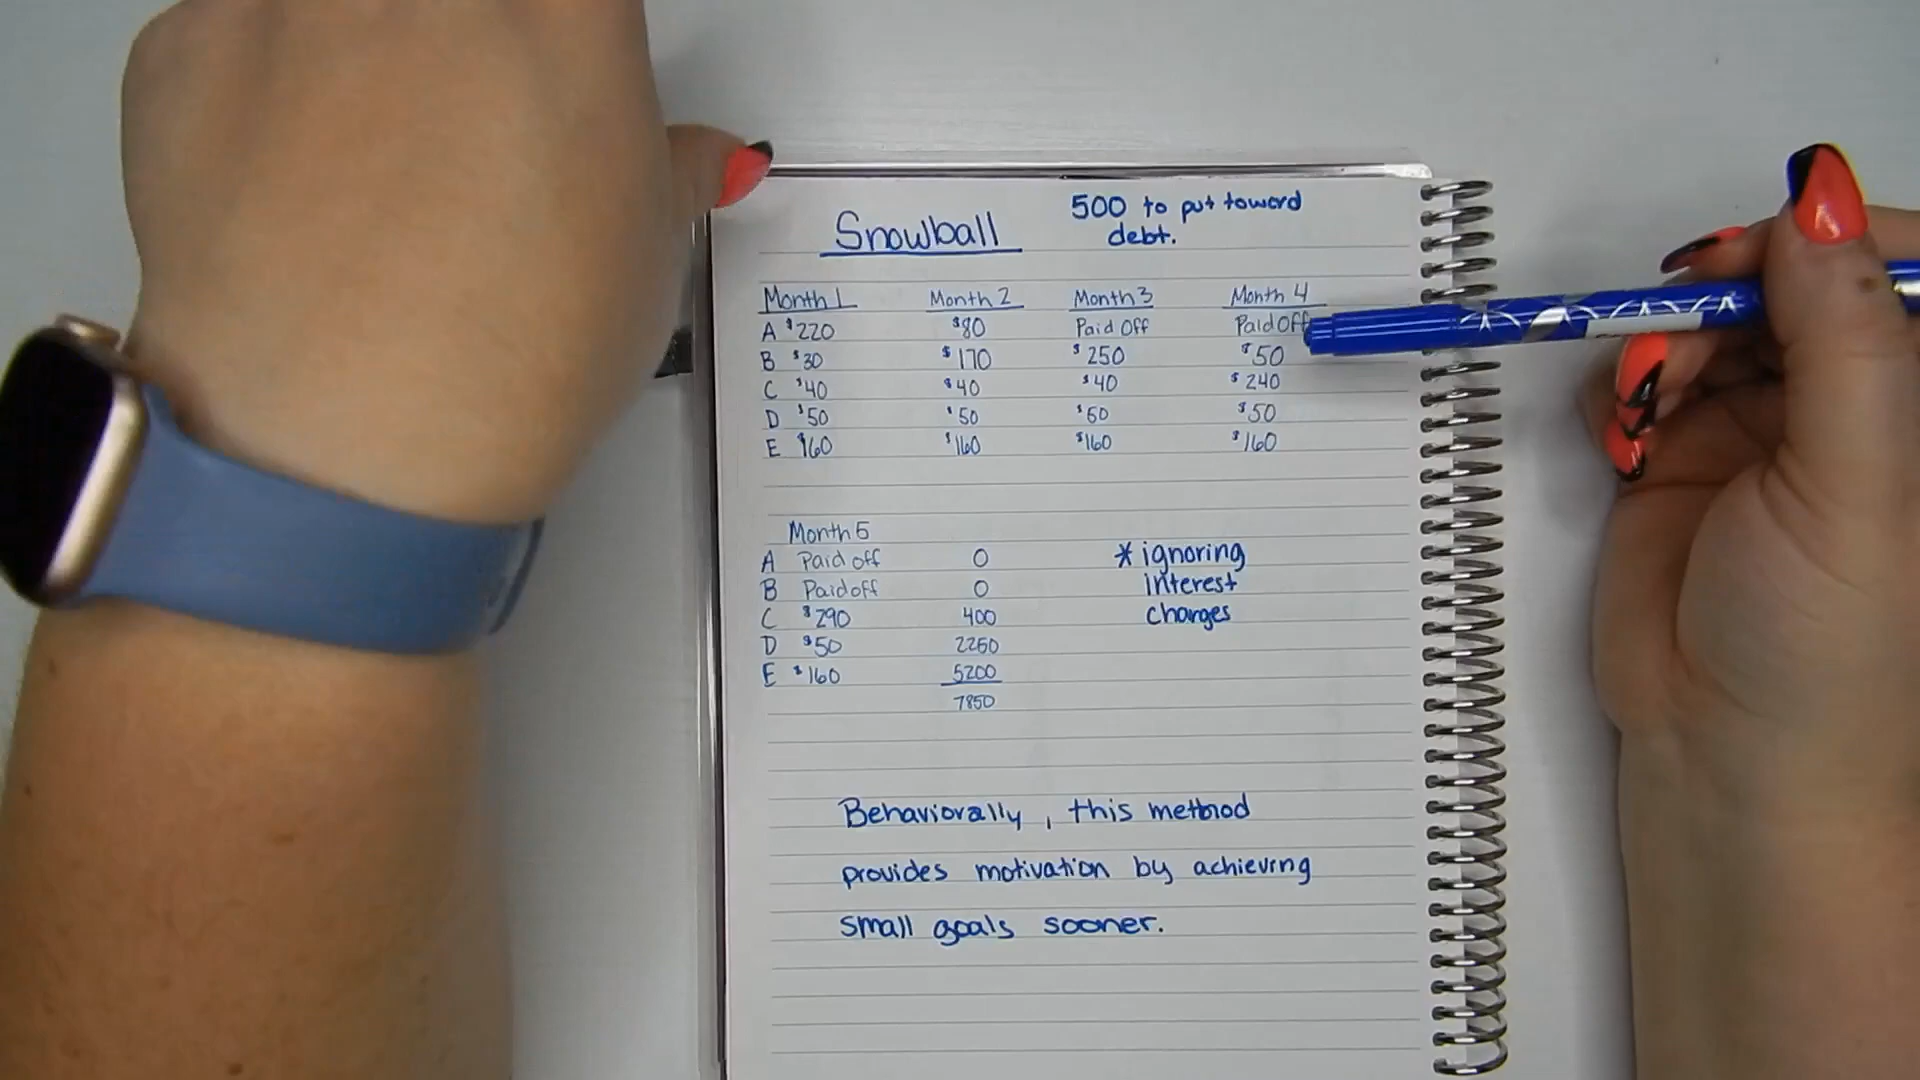 Snowball
500 to put toward
debt.
Month 1 Month 2 Month 3 Month 4
A $220 $80 Paid Off Paid Off
B $30 $170 $250 $50
C $40 $40 $40 $240
D $50 $50 $50 $50
E $160 $160 $160 $160
Month 5
A Paid off 0
B Paid off 0
C $290 400
D $50 2250
E $160 5200
7850
* ignoring
interest
charges
Behaviorally, this method
provides motivation by achieving
small goals sooner.